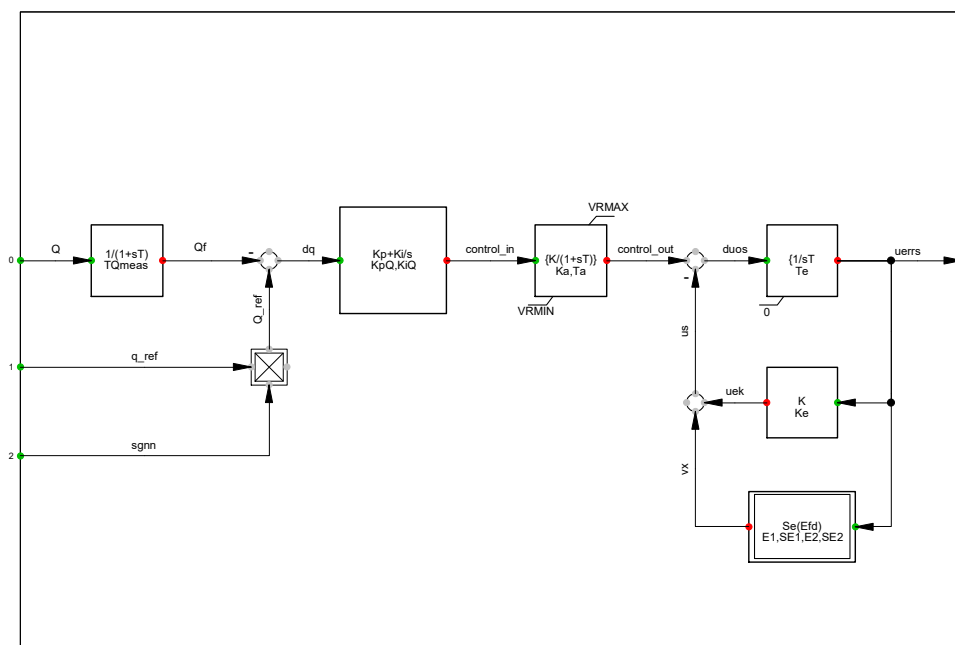 VRMAX
0
Q
1/(1+sT)
TQmeas
Qf
-
dq
Kp+Ki/s
KpQ,KiQ
control_in
{K/(1+sT)}
Ka,Ta
control_out
-
duos
{1/sT
Te
uerrs
VRMIN
0
Q_ref
us
1
q_ref
uek
K
Ke
2
sgnn
vx
Se(Efd)
E1,SE1,E2,SE2